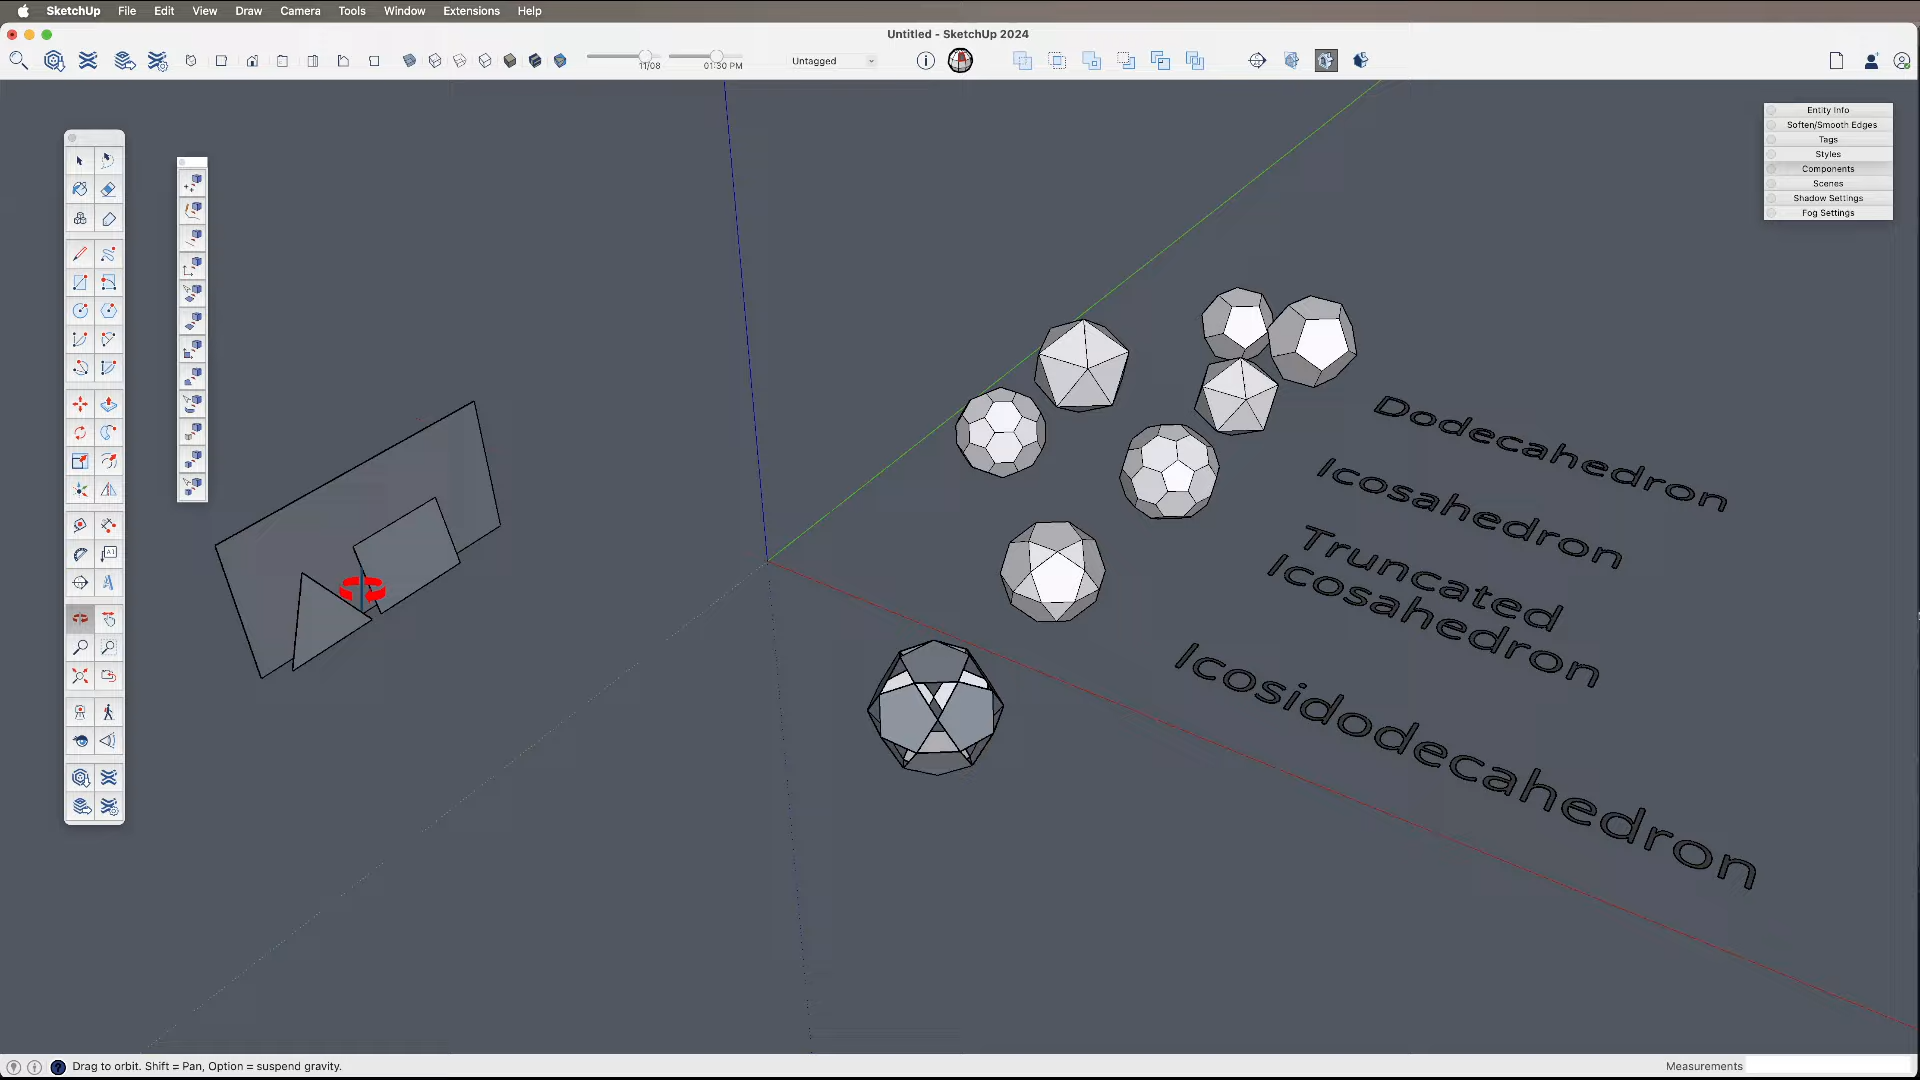 SketchUp File Edit View Draw Camera Tools Window Extensions Help
Untitled - SketchUp 2024
11/08 01:30 PM Untagged
Entity Info
Soften/Smooth Edges
Tags
Styles
Components
Scenes
Shadow Settings
Fog Settings
Dodecahedron
Icosahedron
Truncated
Icosahedron
Icosidodecahedron
Drag to orbit. Shift = Pan, Option = suspend gravity. Measurements